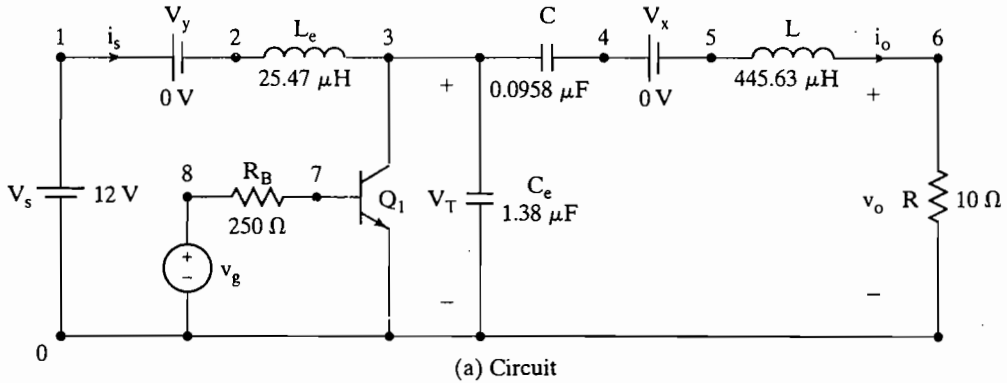 V_y
C
V_x
1 i_s 2 L_e 3 4 5 L i_o 6
0 V 25.47 μH + 0.0958 μF 0 V 445.63 μH +
8 R_B 7
V_s 12 V Q_1 V_T C_e v_o R 10 Ω
250 Ω 1.38 μF
+
− v_g
− −
0
(a) Circuit